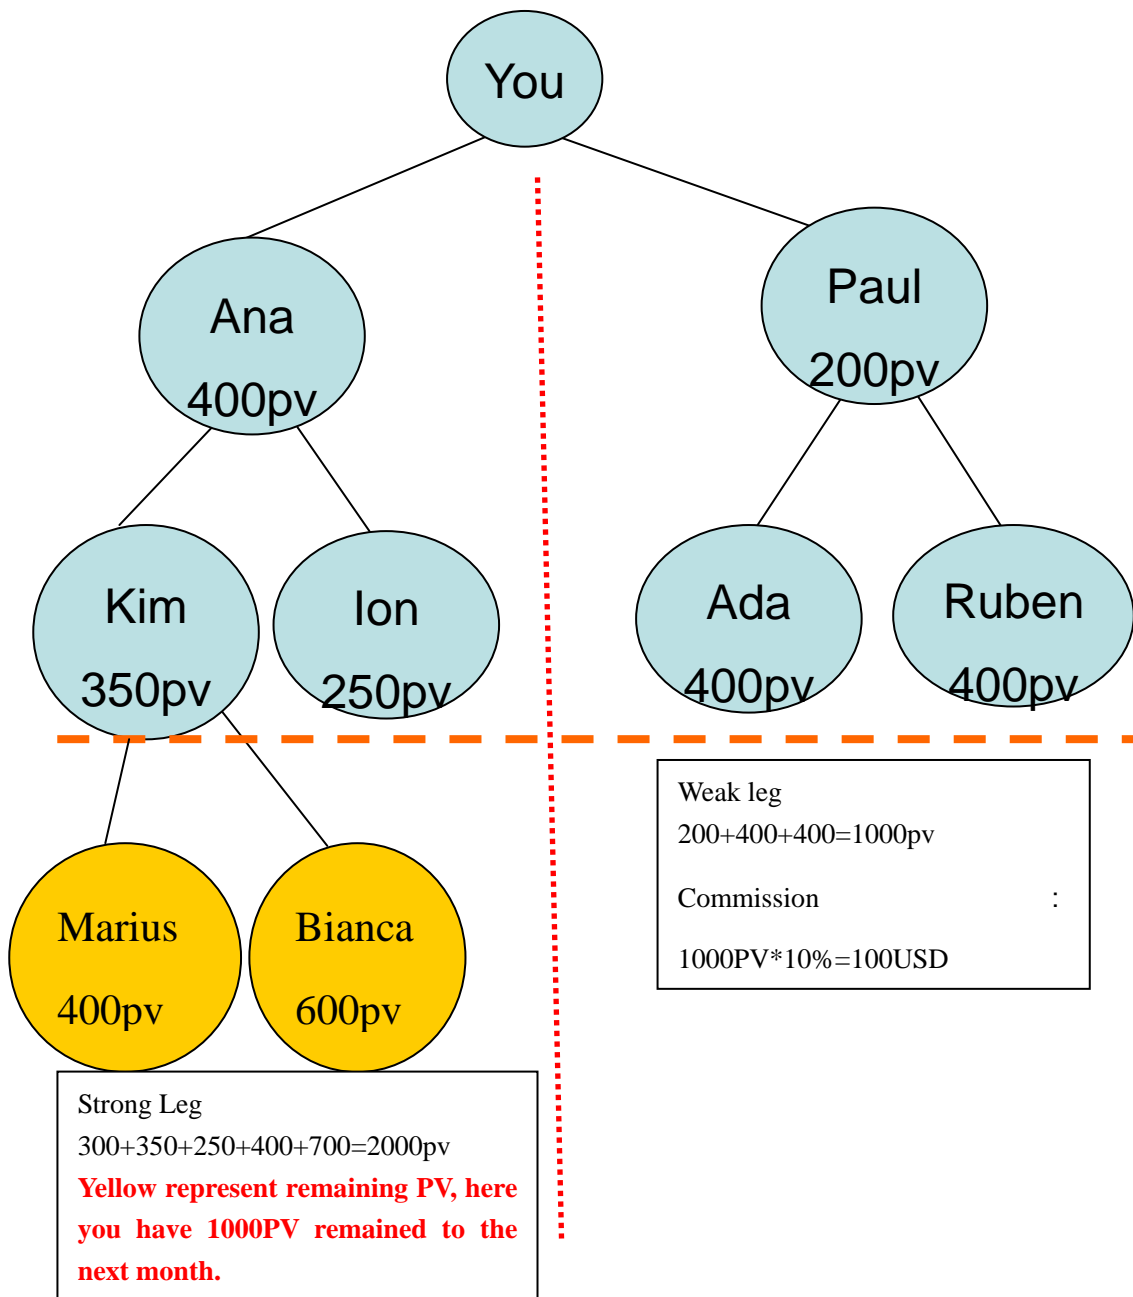 You
Ana
400pv
Paul
200pv
Kim
350pv
Ion
250pv
Ada
400pv
Ruben
400pv
Marius
400pv
Bianca
600pv
Weak leg
200+400+400=1000pv
Commission :
1000PV*10%=100USD
Strong Leg
300+350+250+400+700=2000pv
Yellow represent remaining PV, here
you have 1000PV remained to the
next month.